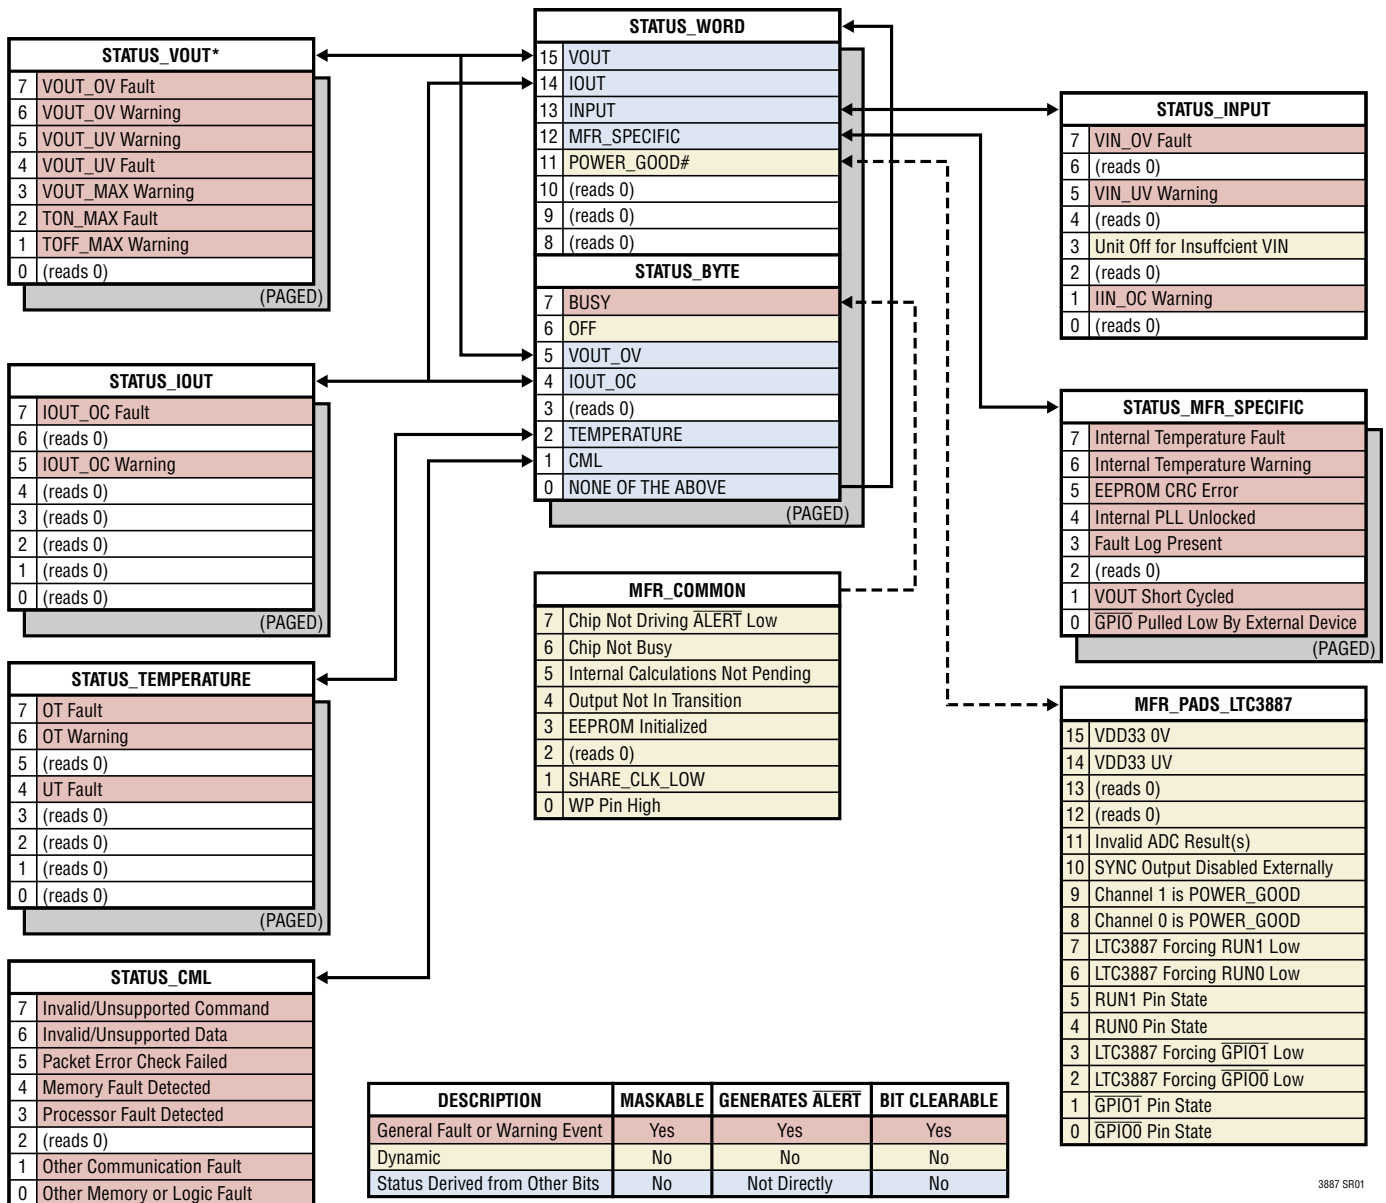 STATUS_VOUT*
7 VOUT_OV Fault
6 VOUT_OV Warning
5 VOUT_UV Warning
4 VOUT_UV Fault
3 VOUT_MAX Warning
2 TON_MAX Fault
1 TOFF_MAX Warning
0 (reads 0)
(PAGED)
STATUS_IOUT
7 IOUT_OC Fault
6 (reads 0)
5 IOUT_OC Warning
4 (reads 0)
3 (reads 0)
2 (reads 0)
1 (reads 0)
0 (reads 0)
(PAGED)
STATUS_TEMPERATURE
7 OT Fault
6 OT Warning
5 (reads 0)
4 UT Fault
3 (reads 0)
2 (reads 0)
1 (reads 0)
0 (reads 0)
(PAGED)
STATUS_CML
7 Invalid/Unsupported Command
6 Invalid/Unsupported Data
5 Packet Error Check Failed
4 Memory Fault Detected
3 Processor Fault Detected
2 (reads 0)
1 Other Communication Fault
0 Other Memory or Logic Fault
STATUS_WORD
15 VOUT
14 IOUT
13 INPUT
12 MFR_SPECIFIC
11 POWER_GOOD#
10 (reads 0)
9 (reads 0)
8 (reads 0)
STATUS_BYTE
7 BUSY
6 OFF
5 VOUT_OV
4 IOUT_OC
3 (reads 0)
2 TEMPERATURE
1 CML
0 NONE OF THE ABOVE
(PAGED)
MFR_COMMON
7 Chip Not Driving ALERT Low
6 Chip Not Busy
5 Internal Calculations Not Pending
4 Output Not In Transition
3 EEPROM Initialized
2 (reads 0)
1 SHARE_CLK_LOW
0 WP Pin High
STATUS_INPUT
7 VIN_OV Fault
6 (reads 0)
5 VIN_UV Warning
4 (reads 0)
3 Unit Off for Insuffcient VIN
2 (reads 0)
1 IIN_OC Warning
0 (reads 0)
STATUS_MFR_SPECIFIC
7 Internal Temperature Fault
6 Internal Temperature Warning
5 EEPROM CRC Error
4 Internal PLL Unlocked
3 Fault Log Present
2 (reads 0)
1 VOUT Short Cycled
0 GPIO Pulled Low By External Device
(PAGED)
MFR_PADS_LTC3887
15 VDD33 0V
14 VDD33 UV
13 (reads 0)
12 (reads 0)
11 Invalid ADC Result(s)
10 SYNC Output Disabled Externally
9 Channel 1 is POWER_GOOD
8 Channel 0 is POWER_GOOD
7 LTC3887 Forcing RUN1 Low
6 LTC3887 Forcing RUN0 Low
5 RUN1 Pin State
4 RUN0 Pin State
3 LTC3887 Forcing GPIO1 Low
2 LTC3887 Forcing GPIO0 Low
1 GPIO1 Pin State
0 GPIO0 Pin State
DESCRIPTION MASKABLE GENERATES ALERT BIT CLEARABLE
General Fault or Warning Event Yes Yes Yes
Dynamic No No No
Status Derived from Other Bits No Not Directly No
3887 SR01